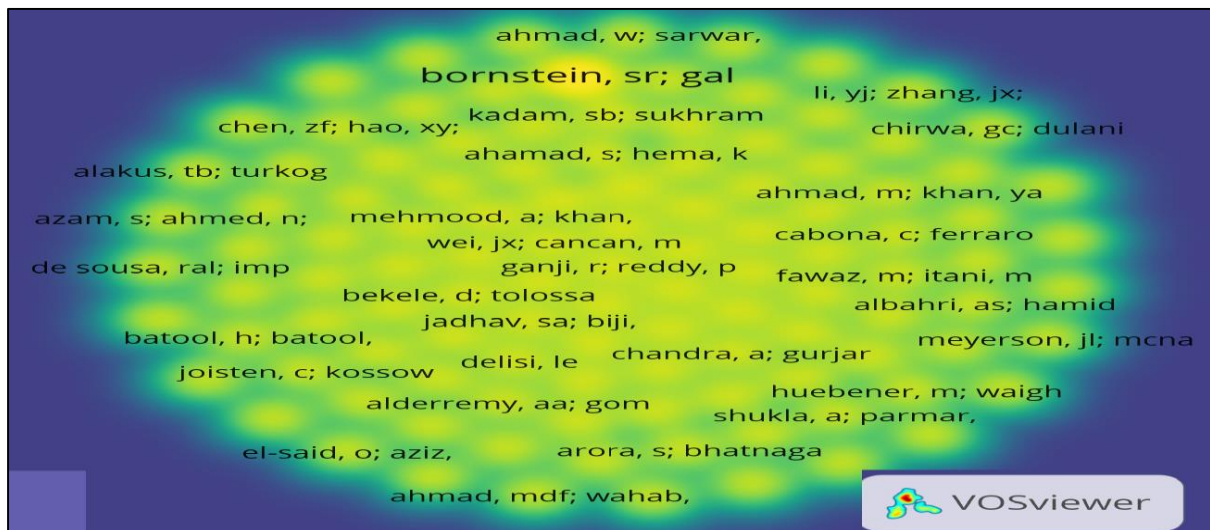 ahmad, w; sarwar,
bornstein, sr; gal
li, yj; zhang, jx;
kadam, sb; sukhram
chen, zf; hao, xy;
chirwa, gc; dulani
ahamad, s; hema, k
alakus, tb; turkog
ahmad, m; khan, ya
azam, s; ahmed, n;
mehmood, a; khan,
cabona, c; ferraro
wei, jx; cancan, m
de sousa, ral; imp
ganji, r; reddy, p
fawaz, m; itani, m
bekele, d; tolossa
albahri, as; hamid
jadhav, sa; biji,
batool, h; batool,
meyerson, jl; mcna
chandra, a; gurjar
delisi, le
joisten, c; kossow
huebener, m; waigh
alderremy, aa; gom
shukla, a; parmar,
el-said, o; aziz,
arora, s; bhatnaga
ahmad, mdf; wahab,
VOSviewer